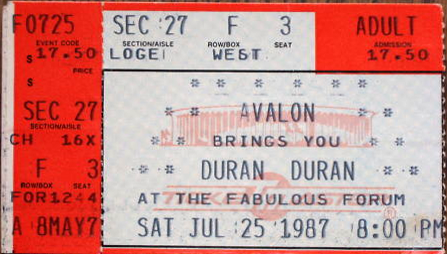 F0725
EVENT CODE
$ 17.50
PRICE
$
SEC 27
SECTION/AISLE
CH 16X
F 3
ROW/BOX SEAT
FOR1244
A 8MAY7
SEC 27 F 3 ADULT
SECTION/AISLE ROW/BOX SEAT ADMISSION
LOGE WEST 17.50
* * * * * * *
AVALON
BRINGS YOU
* * DURAN DURAN * *
AT THE FABULOUS FORUM
SAT JUL 25 1987 8:00 PM